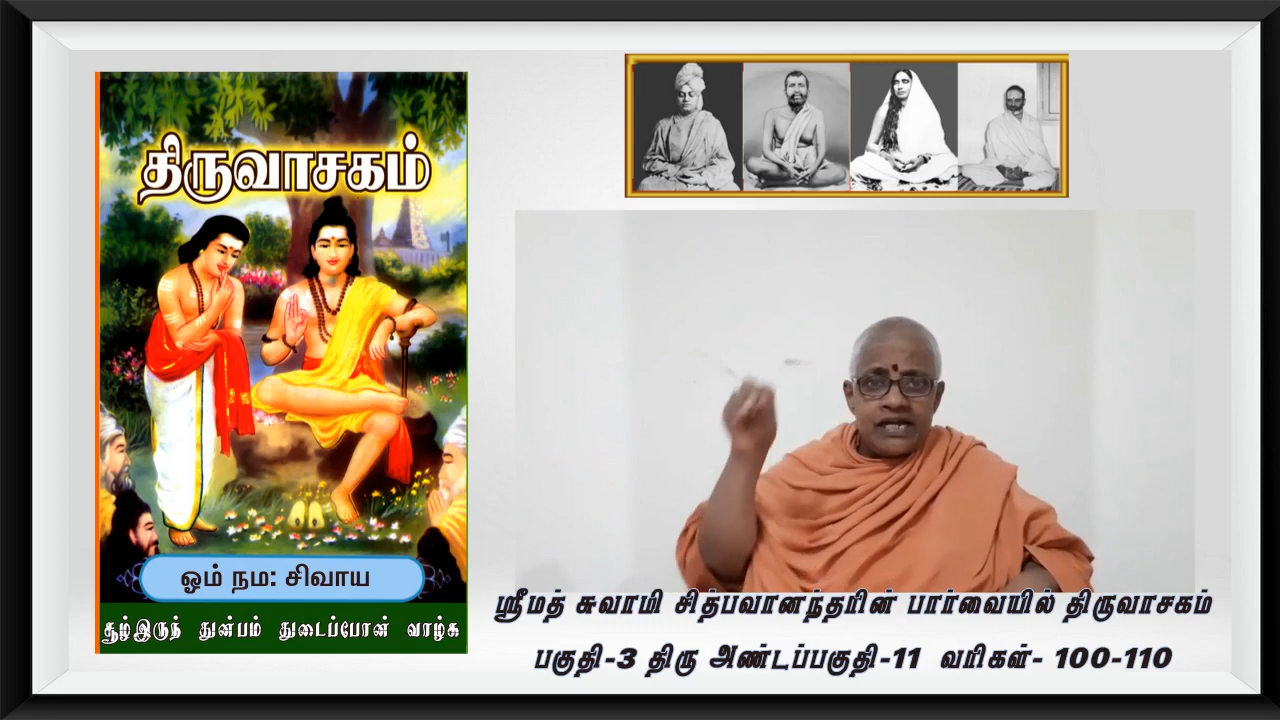 திருவாசகம்
ஓம் நம: சிவாய
சூழ்இருந் துன்பம் துடைப்போன் வாழ்க
ஸ்ரீமத் சுவாமி சித்பவானந்தரின் பார்வையில் திருவாசகம்
பகுதி-3 திரு அண்டப்பகுதி-11 வரிகள்- 100-110